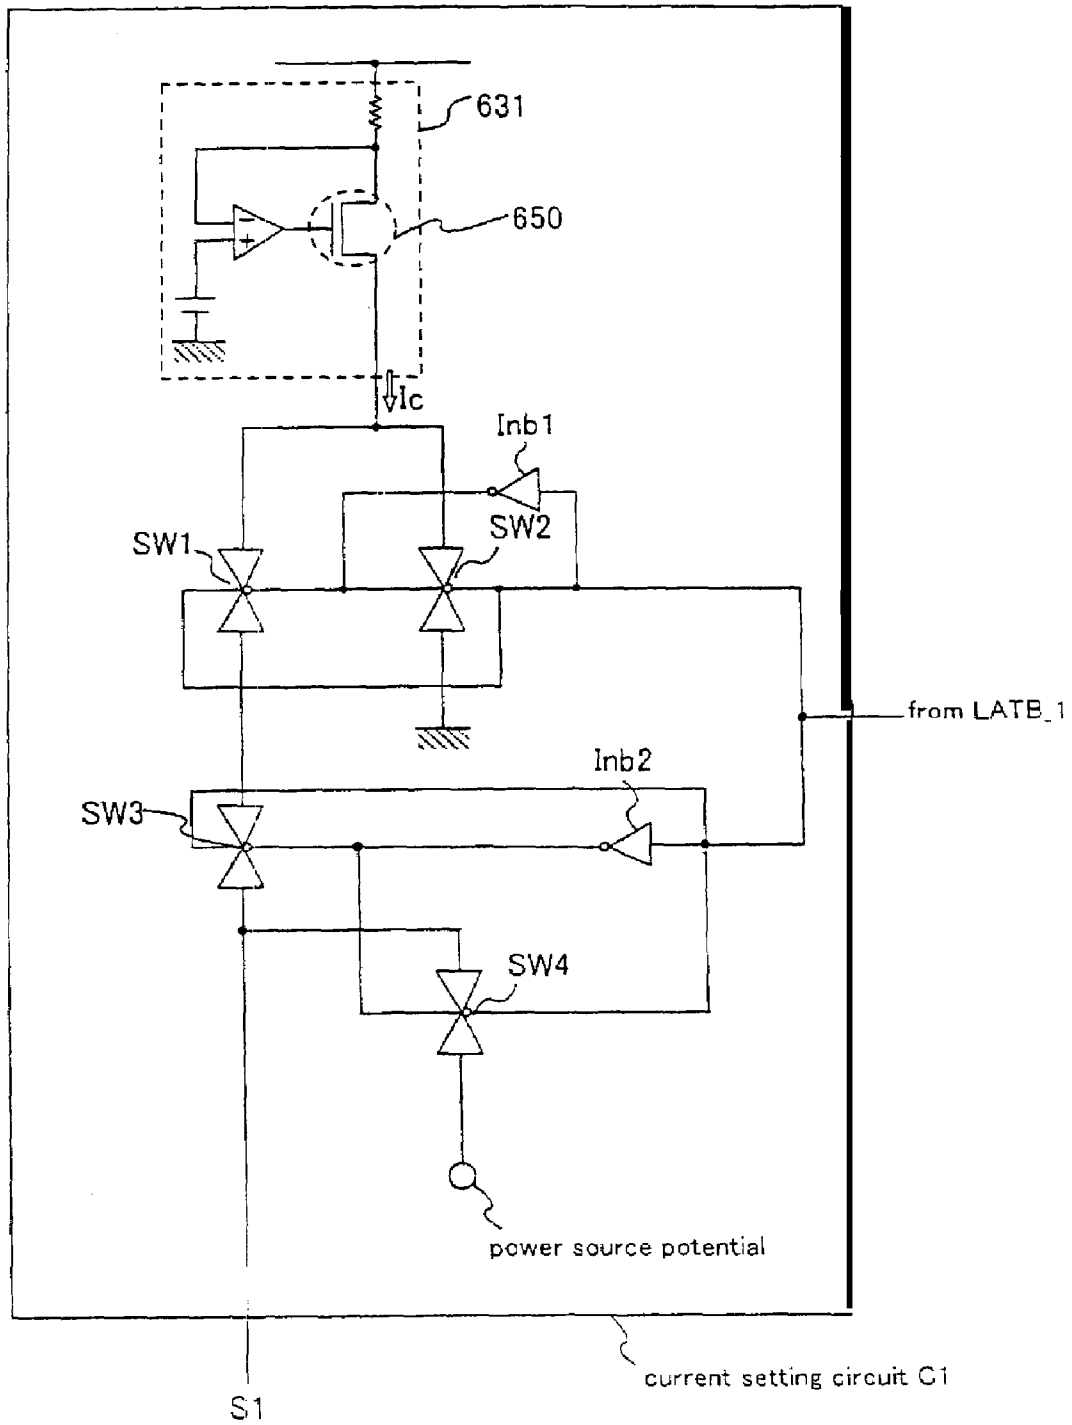 631
650
−
+
Ic
Inb1
SW1
SW2
from LATB_1
Inb2
SW3
SW4
power source potential
current setting circuit C1
S1